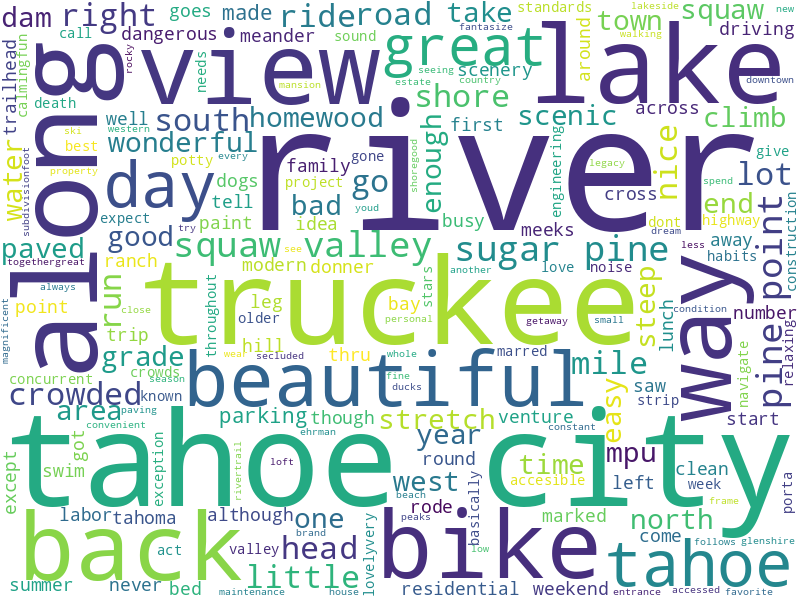 dam
right
goes
made
ride
road
take
squaw
standards
lakeside
new
call
dangerous
meander
sound
great
town
driving
walking
fantasize
along
view
lake
river
rocky
needs
scenery
around
seeing
estate
country
downtown
mansion
trailhead
calmingfun
death
well
south
homewood
shore
scenic
across
climb
ski
western
every
best
wonderful
potty
gone
first
enough
engineering
legacy
give
water
property
subdivisionfoot
day
family
dogs
project
go
nice
cross
spend
lot
tell
expect
paint
idea
bad
youd
shoregood
busy
meeks
end
dont
highway
paved
good
try
see
squaw valley
sugar pine
away
dream
less
habits
pine point
construction
togethergreat
ranch
modern
donner
another
love
noise
way
relaxing
always
run
throughout
leg
bay
stars
truckee
steep
lunch
condition
number
magnificent
point
close
older
personal
getaway
small
navigate
trip
hill
thru
marred
grade
weak
secluded
whole
beautiful
mile
concurrent
crowds
season
fine
easy
saw
crowded
known
ducks
strip
area
paving
parking
though
stretch
venture
start
convenient
ehrman
constant
tahoe city
year
time
mpu
except
got
swim
exception
loft
rivertrail
round
accesible
clean
left
week
porta
west
basically
beach
rode
north
back
labor
tahoma
although
one
brand
peaks
bike
marked
frame
come
act
valley
head
low
follows
glenshire
never
lovelyvery
little
tahoe
summer
bed
maintenance
house
residential
weekend
entrance
accessed
favorite